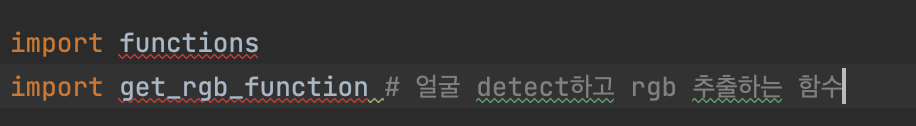 import functions
import get_rgb_function # 얼굴 detect하고 rgb 추출하는 함수